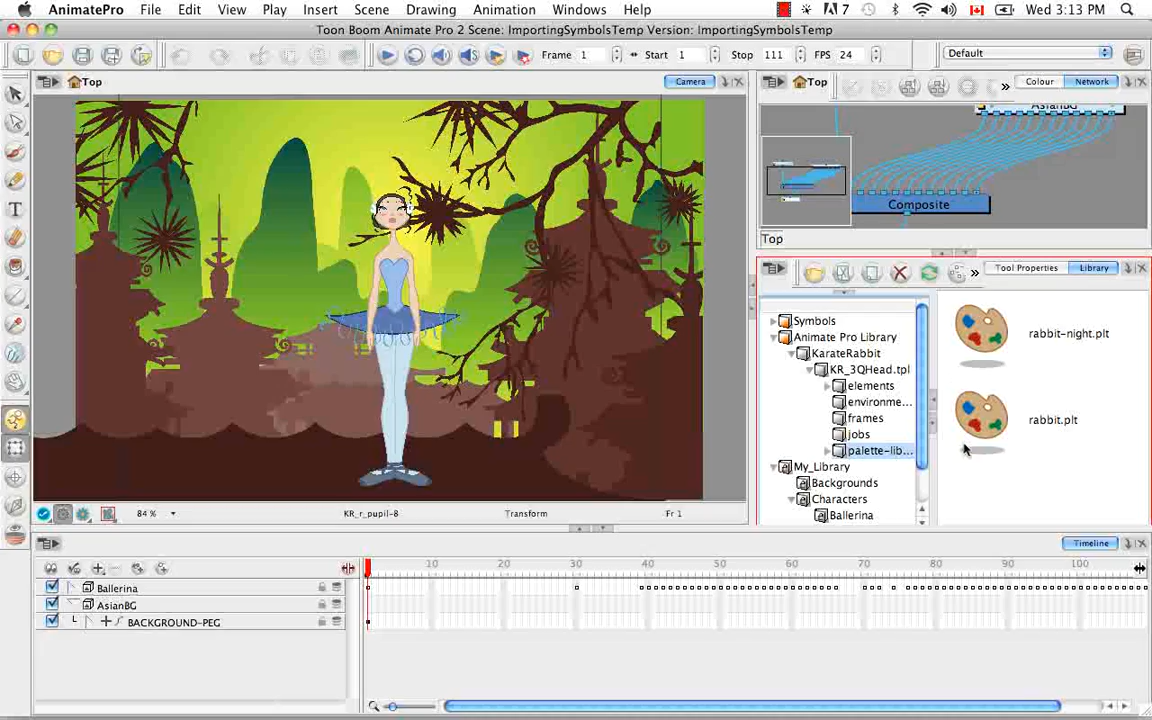 AnimatePro File Edit View Play Insert Scene Drawing Animation Windows Help 7 Wed 3:13 PM
Toon Boom Animate Pro 2 Scene: ImportingSymbolsTemp Version: ImportingSymbolsTemp
Frame 1 Start 1 Stop 111 FPS 24 Default
Top Camera
Top » Colour Network
AsianBG
Composite
Top
» Tool Properties Library
Symbols
Animate Pro Library
KarateRabbit
KR_3QHead.tpl
elements
environme...
frames
jobs
palette-lib...
My_Library
Backgrounds
Characters
Ballerina
rabbit-night.plt
rabbit.plt
84 % KR_r_pupil-8 Transform Fr 1
Timeline
10 20 30 40 50 60 70 80 90 100
Ballerina
AsianBG
BACKGROUND-PEG